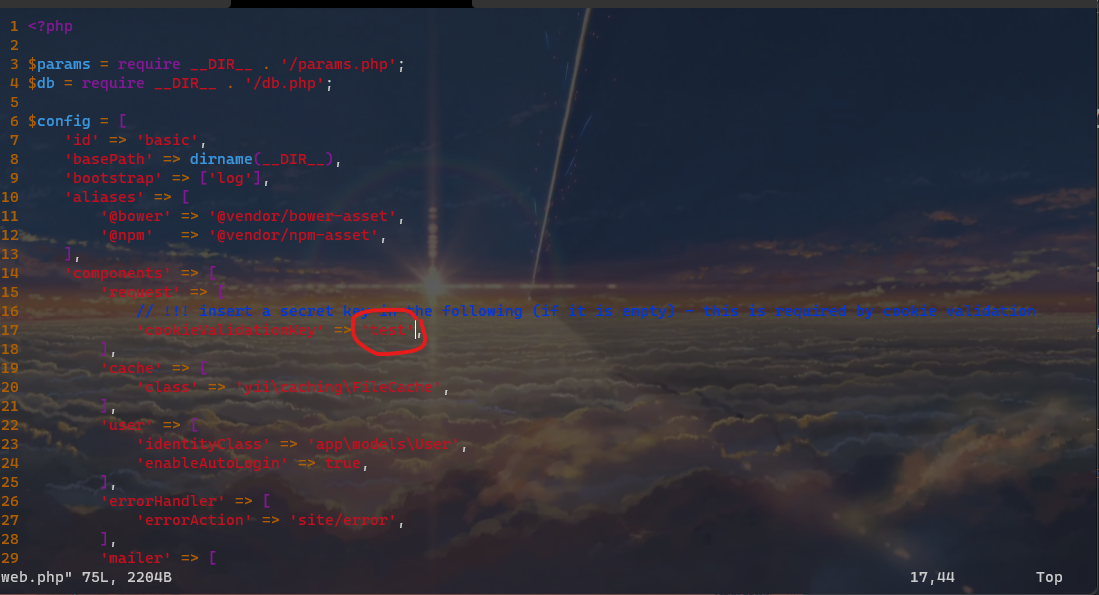 1 <?php
2
3 $params = require __DIR__ . '/params.php';
4 $db = require __DIR__ . '/db.php';
5
6 $config = [
7 'id' => 'basic',
8 'basePath' => dirname(__DIR__),
9 'bootstrap' => ['log'],
10 'aliases' => [
11 '@bower' => '@vendor/bower-asset',
12 '@npm'   => '@vendor/npm-asset',
13 ],
14 'components' => [
15 'request' => [
16 // !!! insert a secret key in the following (if it is empty) - this is required by cookie validation
17 'cookieValidationKey' => 'test',
18 ],
19 'cache' => [
20 'class' => 'yii\caching\FileCache',
21 ],
22 'user' => [
23 'identityClass' => 'app\models\User',
24 'enableAutoLogin' => true,
25 ],
26 'errorHandler' => [
27 'errorAction' => 'site/error',
28 ],
29 'mailer' => [
web.php" 75L, 2204B 17,44 Top